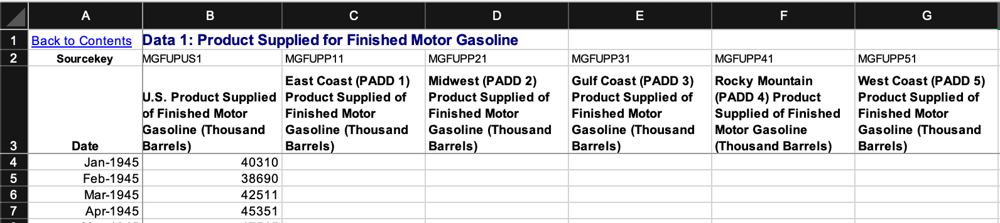 A B C D E F G
1 Back to Contents Data 1: Product Supplied for Finished Motor Gasoline
2 Sourcekey MGFUPUS1 MGFUPP11 MGFUPP21 MGFUPP31 MGFUPP41 MGFUPP51
East Coast (PADD 1) Midwest (PADD 2) Gulf Coast (PADD 3) Rocky Mountain West Coast (PADD 5)
U.S. Product Supplied Product Supplied of Product Supplied of Product Supplied of (PADD 4) Product Product Supplied of
of Finished Motor Finished Motor Finished Motor Finished Motor Supplied of Finished Finished Motor
Gasoline (Thousand Gasoline (Thousand Gasoline (Thousand Gasoline (Thousand Motor Gasoline Gasoline (Thousand
3 Date Barrels) Barrels) Barrels) Barrels) (Thousand Barrels) Barrels)
4 Jan-1945 40310
5 Feb-1945 38690
6 Mar-1945 42511
7 Apr-1945 45351